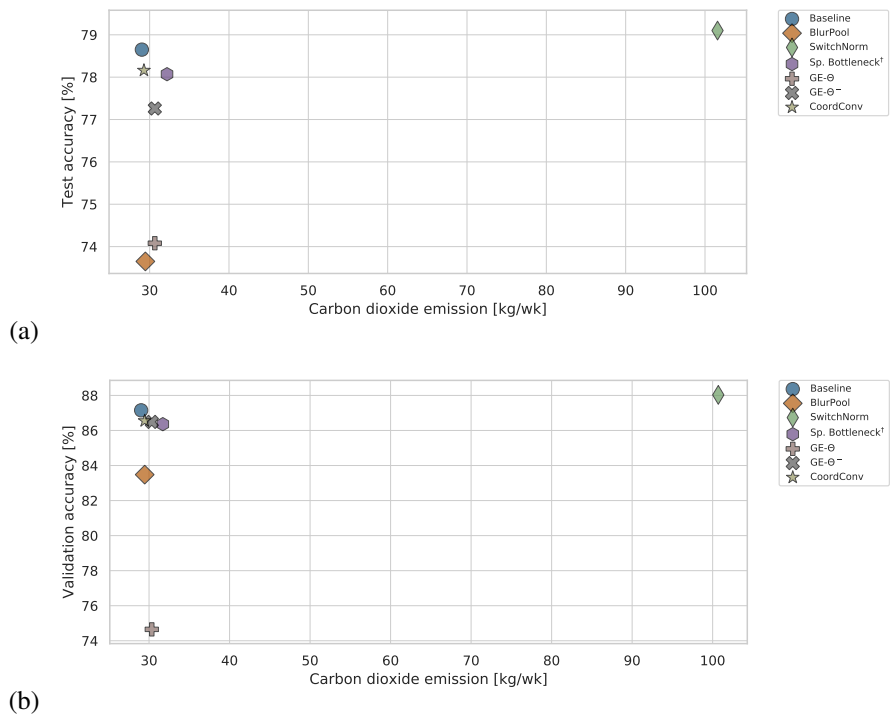 79
78
77
76
75
74
Test accuracy [%]
30 40 50 60 70 80 90 100
Carbon dioxide emission [kg/wk]
Baseline
BlurPool
SwitchNorm
Sp. Bottleneck†
GE-Θ
GE-Θ⁻
CoordConv
(a)
88
86
84
82
80
78
76
74
Validation accuracy [%]
30 40 50 60 70 80 90 100
Carbon dioxide emission [kg/wk]
Baseline
BlurPool
SwitchNorm
Sp. Bottleneck†
GE-Θ
GE-Θ⁻
CoordConv
(b)